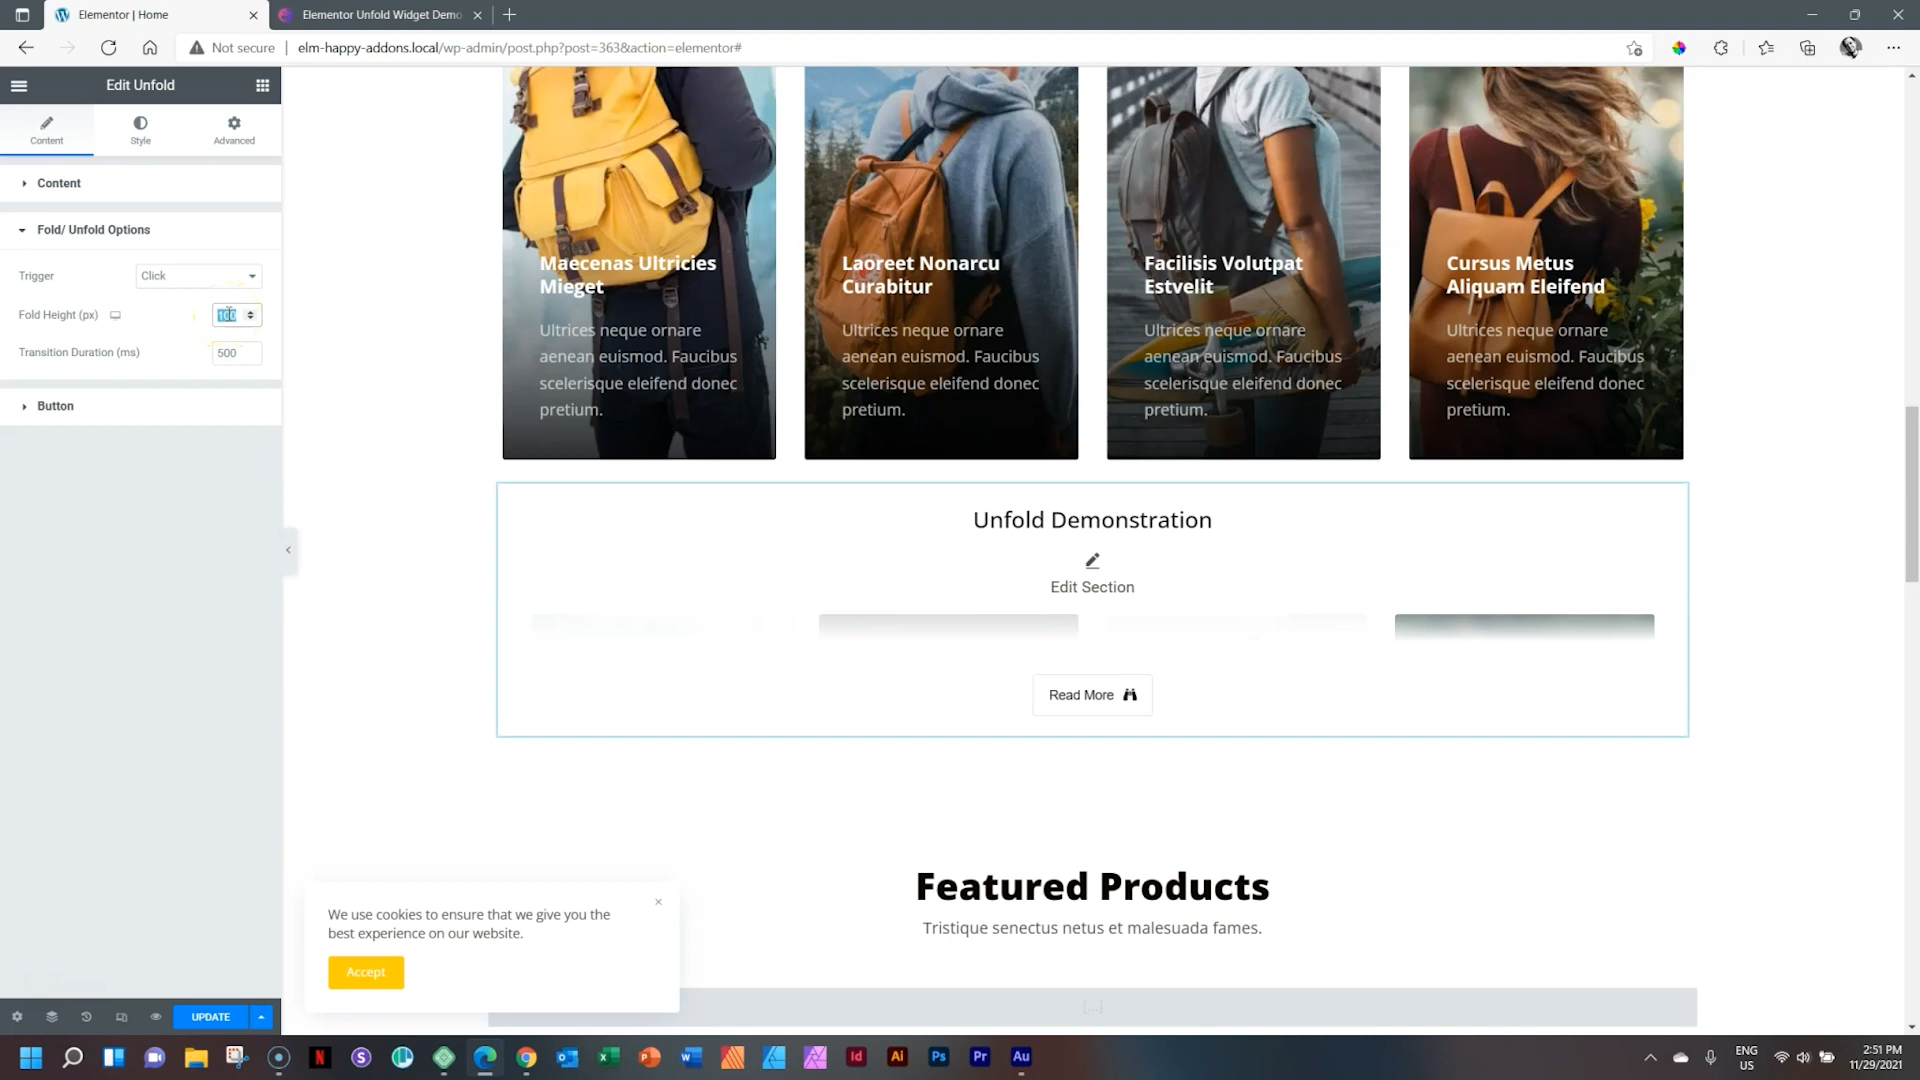 Elementor | Home
Elementor Unfold Widget Demo
Not secure
elm-happy-addons.local/wp-admin/post.php?post=363&action=elementor#
Edit Unfold
Content
Style
Advanced
Content
Fold/ Unfold Options
Trigger
Click
Fold Height (px)
100
Transition Duration (ms)
500
Button
UPDATE
Maecenas Ultricies
Mieget
Ultrices neque ornare
aenean euismod. Faucibus
scelerisque eleifend donec
pretium.
Laoreet Nonarcu
Curabitur
Ultrices neque ornare
aenean euismod. Faucibus
scelerisque eleifend donec
pretium.
Facilisis Volutpat
Estvelit
Ultrices neque ornare
aenean euismod. Faucibus
scelerisque eleifend donec
pretium.
Cursus Metus
Aliquam Eleifend
Ultrices neque ornare
aenean euismod. Faucibus
scelerisque eleifend donec
pretium.
Unfold Demonstration
Edit Section
Read More
Featured Products
Tristique senectus netus et malesuada fames.
[...]
We use cookies to ensure that we give you the
best experience on our website.
Accept
N
S
Id
Ai
Ps
Pr
Au
ENG
US
2:51 PM
11/29/2021